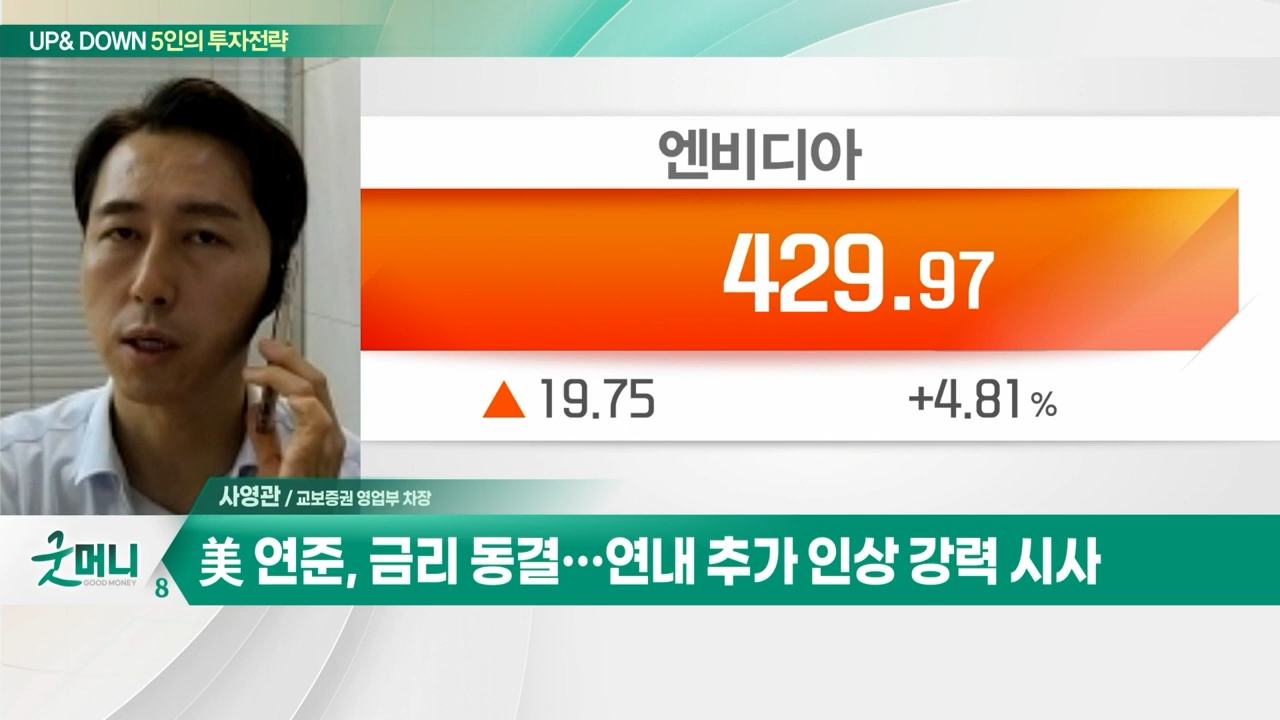 UP& DOWN 5인의 투자전략
엔비디아
429.97
▲ 19.75 +4.81%
사영관 / 교보증권 영업부 차장
굿머니
GOOD MONEY
8
美 연준, 금리 동결…연내 추가 인상 강력 시사